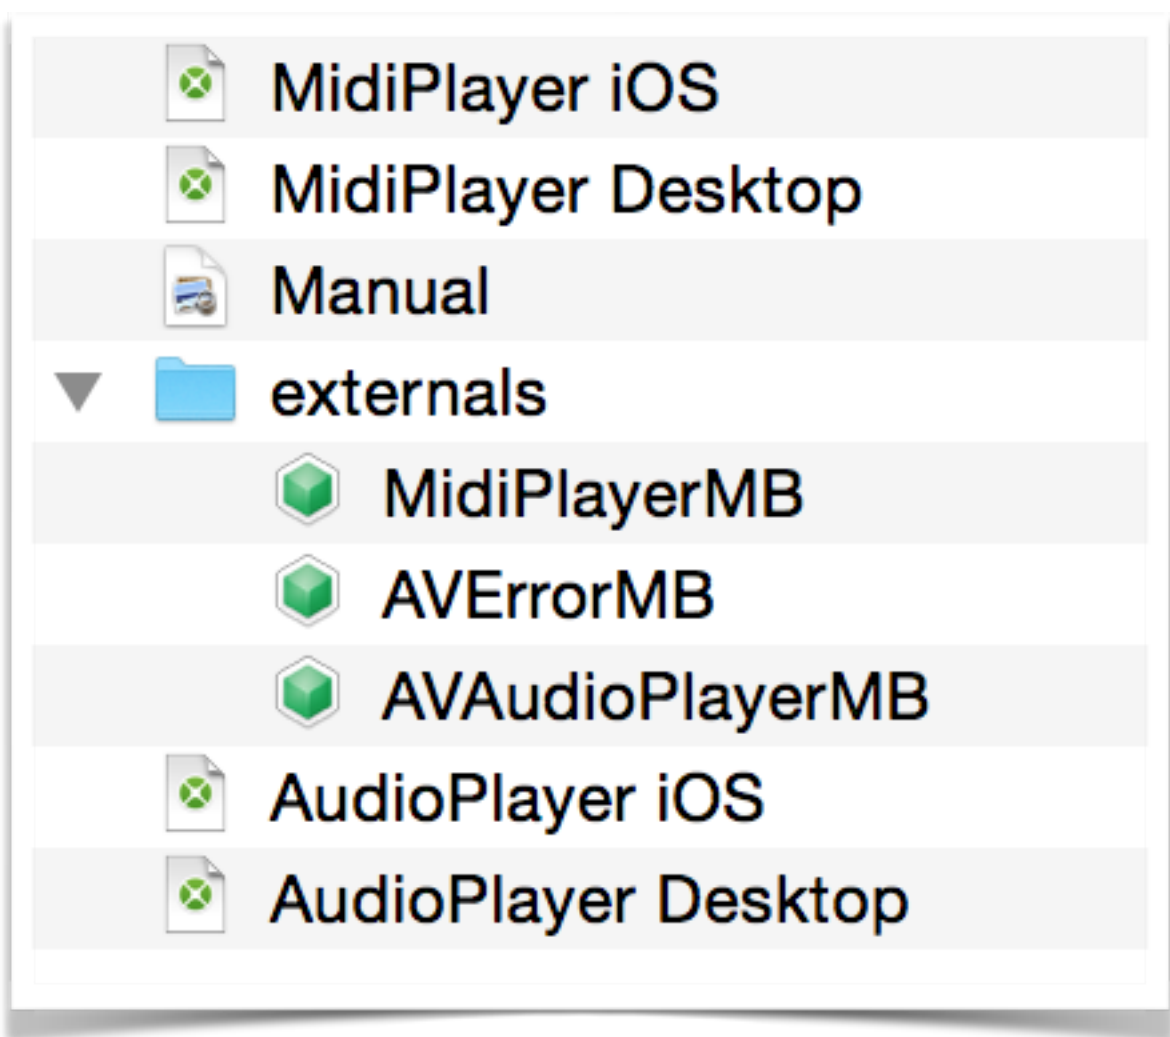 MidiPlayer iOS
MidiPlayer Desktop
Manual
externals
MidiPlayerMB
AVErrorMB
AVAudioPlayerMB
AudioPlayer iOS
AudioPlayer Desktop